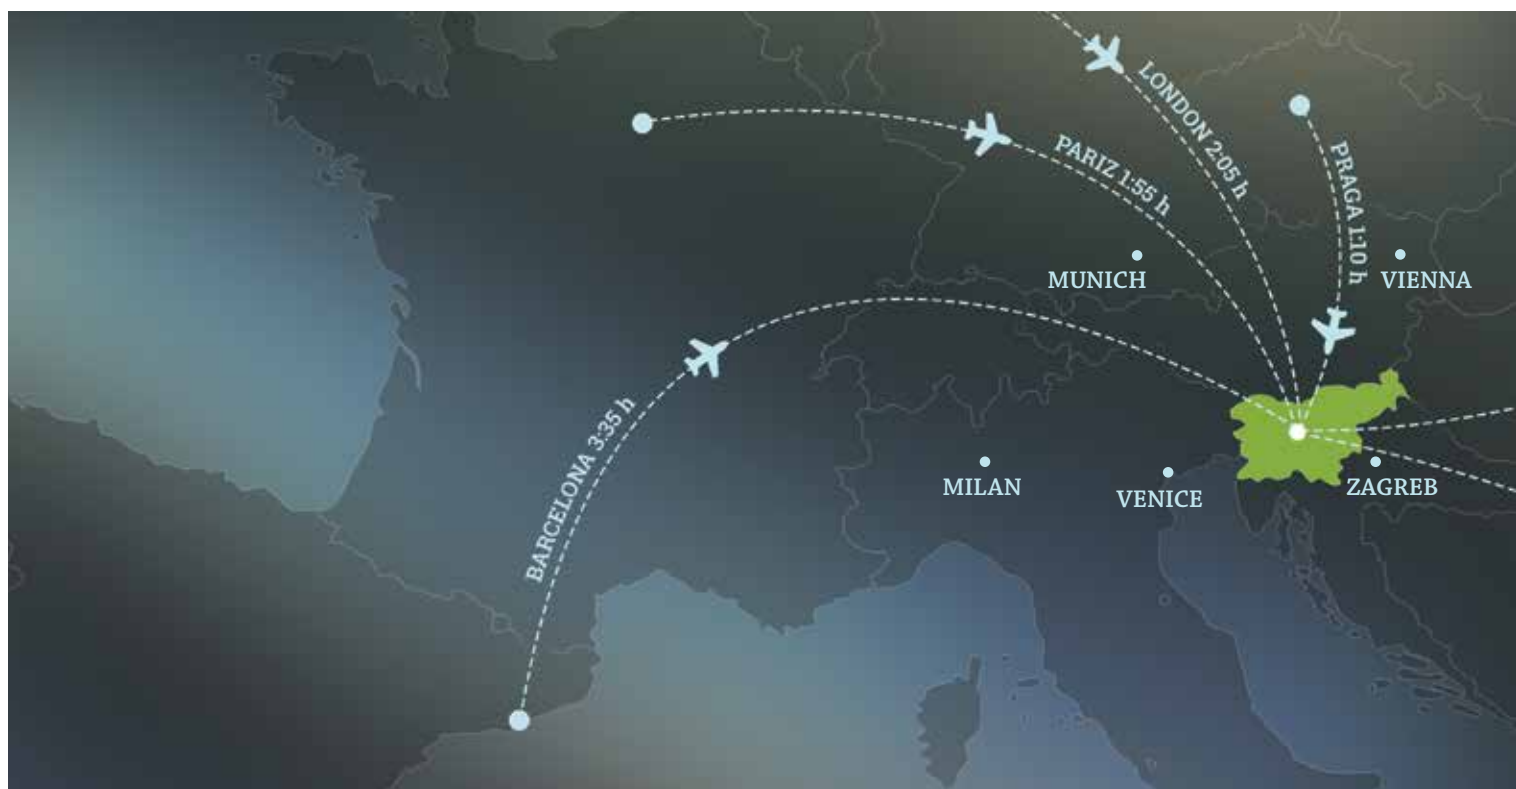 LONDON 2:05 h
PARIZ 1:55 h
PRAGA 1:10 h
MUNICH
VIENNA
BARCELONA 3:35 h
MILAN
VENICE
ZAGREB